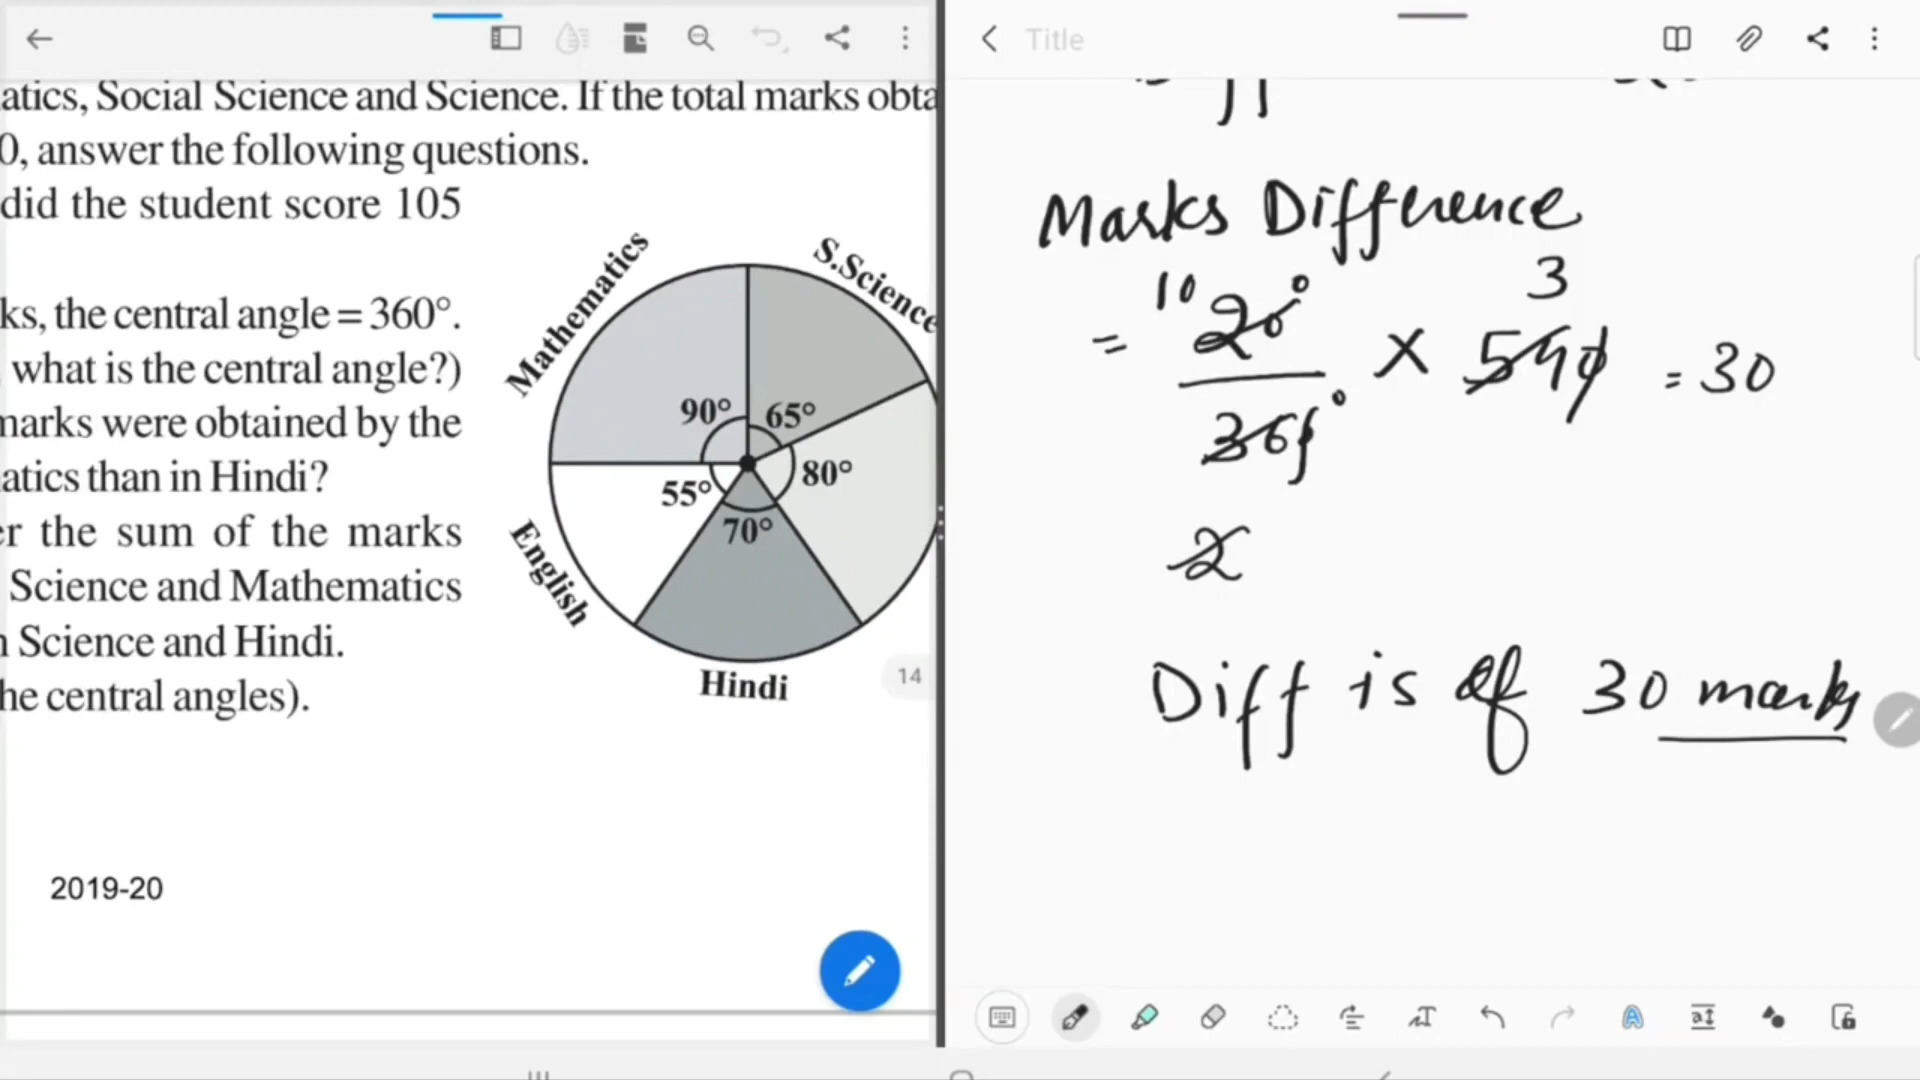 atics, Social Science and Science. If the total marks obta
0, answer the following questions.
did the student score 105
ks, the central angle = 360°.
what is the central angle?)
marks were obtained by the
atics than in Hindi?
er the sum of the marks
Science and Mathematics
n Science and Hindi.
he central angles).
Mathematics
S.Science
90°
65°
80°
55°
70°
English
Hindi
14
2019-20
Title
Marks Difference
= 20° / 360° × 540 = 30
10
3
2
Diff is of 30 marks